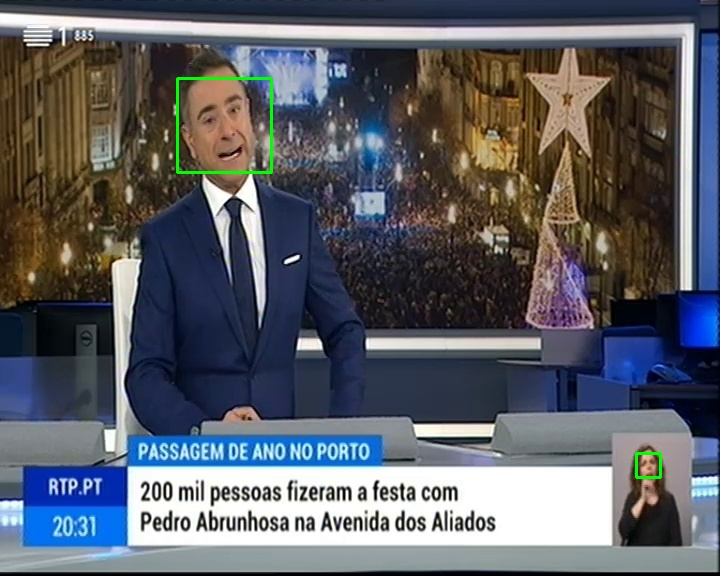 1 885
DELL
PASSAGEM DE ANO NO PORTO
RTP.PT
200 mil pessoas fizeram a festa com
20:31
Pedro Abrunhosa na Avenida dos Aliados